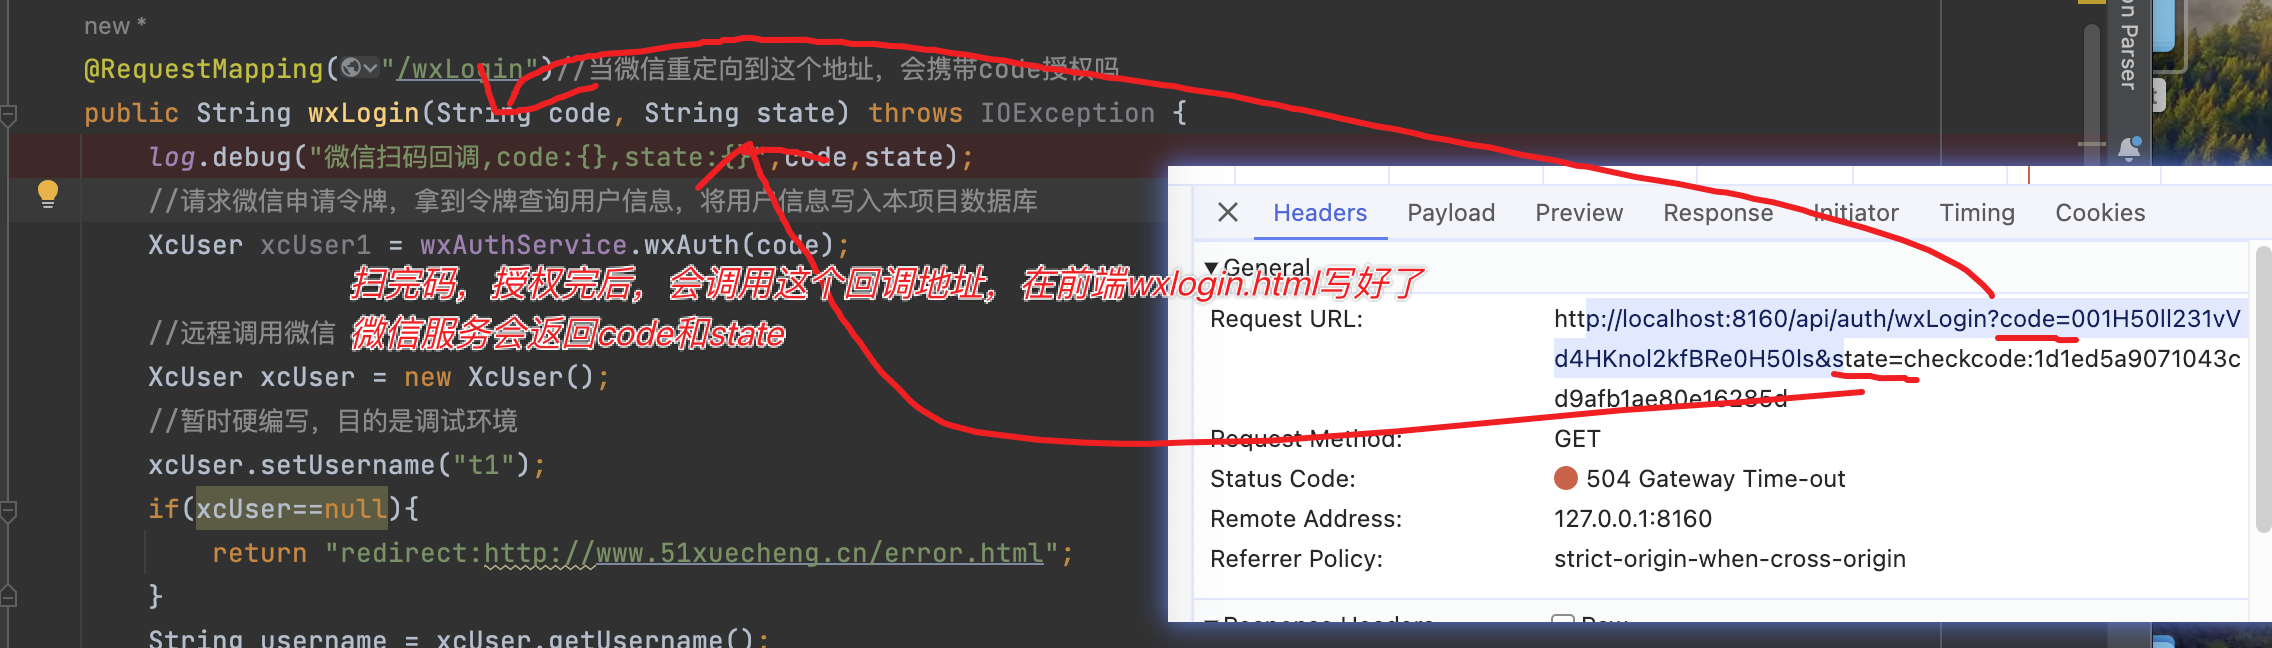 new *
@RequestMapping("/wxLogin")//当微信重定向到这个地址，会携带code授权吗
public String wxLogin(String code, String state) throws IOException {
log.debug("微信扫码回调,code:{},state:{}",code,state);
//请求微信申请令牌，拿到令牌查询用户信息，将用户信息写入本项目数据库
XcUser xcUser1 = wxAuthService.wxAuth(code);
扫完码，授权完后，会调用这个回调地址，在前端wxlogin.html写好了
//远程调用微信
微信服务会返回code和state
XcUser xcUser = new XcUser();
//暂时硬编写，目的是调试环境
xcUser.setUsername("t1");
if(xcUser==null){
return "redirect:http://www.51xuecheng.cn/error.html";
}
String username = xcUser.getUsername();
on Parser
Headers Payload Preview Response Initiator Timing Cookies
General
Request URL: http://localhost:8160/api/auth/wxLogin?code=001H50ll231vV
d4HKnol2kfBRe0H50ls&state=checkcode:1d1ed5a9071043c
d9afb1ae80e16285d
Request Method: GET
Status Code: 504 Gateway Time-out
Remote Address: 127.0.0.1:8160
Referrer Policy: strict-origin-when-cross-origin
Response Headers Raw